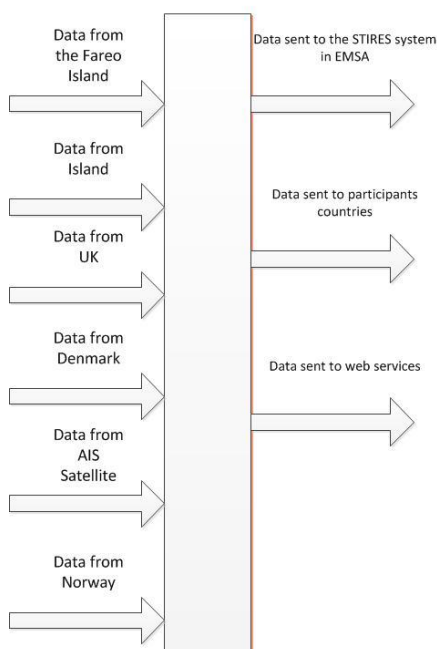 Data from
the Fareo
Island
Data from
Island
Data from
UK
Data from
Denmark
Data from
AIS
Satellite
Data from
Norway
Data sent to the STIRES system
in EMSA
Data sent to participants
countries
Data sent to web services